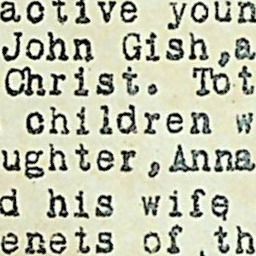 active youn
John Gish,a
Christ. Tot
children w
ughter,Anna
d his wife
enets of th